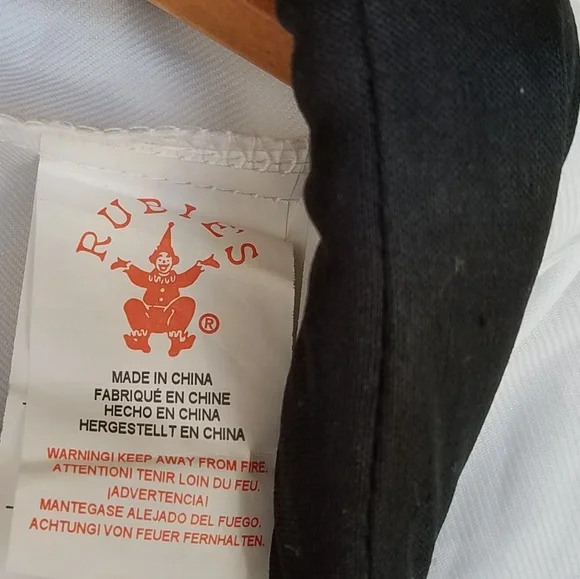 RUBIE'S
®
MADE IN CHINA
FABRIQUÉ EN CHINE
HECHO EN CHINA
HERGESTELLT EN CHINA
WARNING! KEEP AWAY FROM FIRE.
ATTENTION! TENIR LOIN DU FEU.
¡ADVERTENCIA!
MANTEGASE ALEJADO DEL FUEGO.
ACHTUNG! VON FEUER FERNHALTEN.